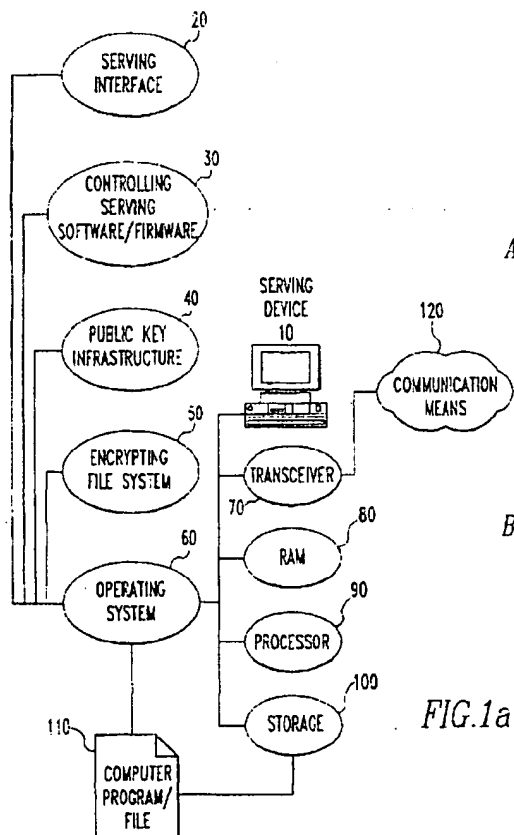 20
SERVING
INTERFACE
30
CONTROLLING
SERVING
SOFTWARE/FIRMWARE
A
40
PUBLIC KEY
INFRASTRUCTURE
SERVING
DEVICE
10
120
COMMUNICATION
MEANS
50
ENCRYPTING
FILE SYSTEM
TRANSCEIVER
70
B
60
OPERATING
SYSTEM
80
RAM
90
PROCESSOR
100
STORAGE
FIG.1a
110
COMPUTER
PROGRAM/
FILE